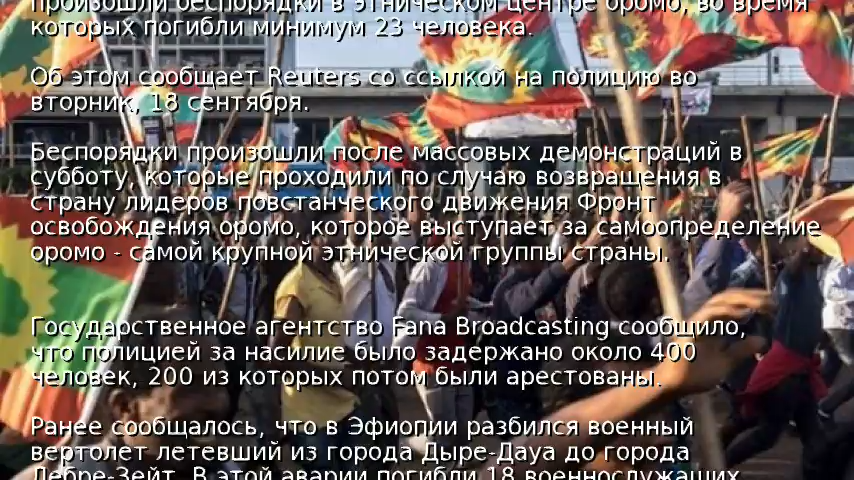 произошли беспорядки в этническом центре оромо, во время
которых погибли минимум 23 человека.
Об этом сообщает Reuters со ссылкой на полицию во
вторник, 18 сентября.
Беспорядки произошли после массовых демонстраций в
субботу, которые проходили по случаю возвращения в
страну лидеров повстанческого движения Фронт
освобождения оромо, которое выступает за самоопределение
оромо - самой крупной этнической группы страны.
Государственное агентство Fana Broadcasting сообщило,
что полицией за насилие было задержано около 400
человек, 200 из которых потом были арестованы.
Ранее сообщалось, что в Эфиопии разбился военный
вертолет летевший из города Дыре-Дауа до города
Дебре-Зейт. В этой аварии погибли 18 военнослужащих